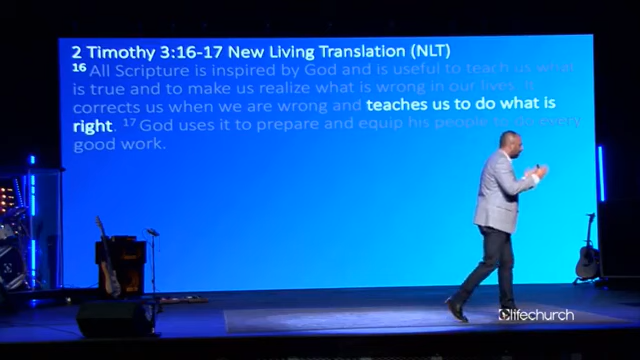 2 Timothy 3:16-17 New Living Translation (NLT)
16 All Scripture is inspired by God and is useful to teach us what
is true and to make us realize what is wrong in our lives. It
corrects us when we are wrong and teaches us to do what is
right. 17 God uses it to prepare and equip his people to do every
good work.
lifechurch